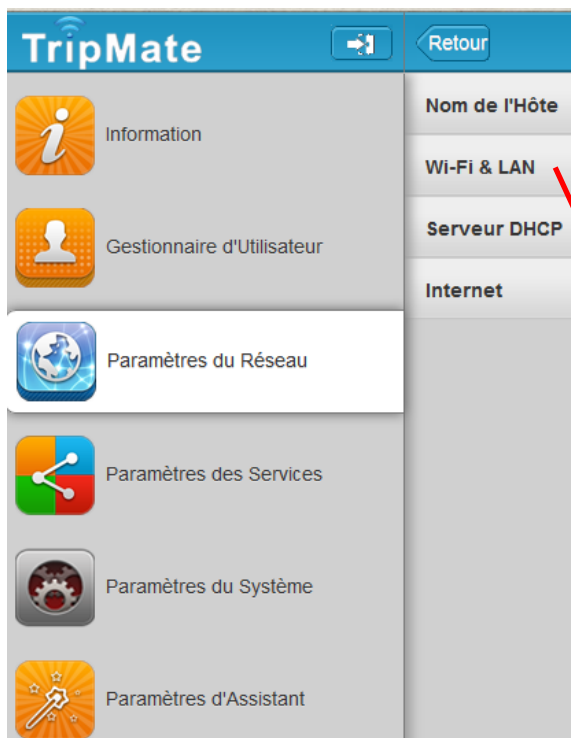 TripMate
Information
Gestionnaire d'Utilisateur
Paramètres du Réseau
Paramètres des Services
Paramètres du Système
Paramètres d'Assistant
Retour
Nom de l'Hôte
Wi-Fi & LAN
Serveur DHCP
Internet